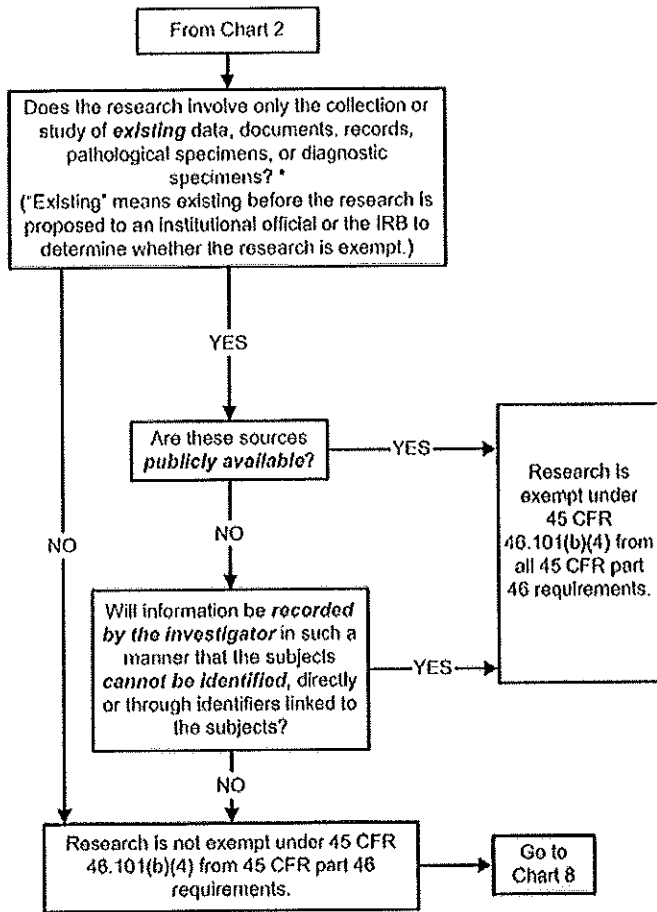 From Chart 2
Does the research involve only the collection or
study of existing data, documents, records,
pathological specimens, or diagnostic
specimens? *
("Existing" means existing before the research is
proposed to an institutional official or the IRB to
determine whether the research is exempt.)
YES
Are these sources
publicly available?
YES
Research is
exempt under
45 CFR
46.101(b)(4) from
all 45 CFR part
46 requirements.
NO
NO
Will information be recorded
by the investigator in such a
manner that the subjects
cannot be identified, directly
or through identifiers linked to
the subjects?
YES
NO
Research is not exempt under 45 CFR
46.101(b)(4) from 45 CFR part 46
requirements.
Go to
Chart 8